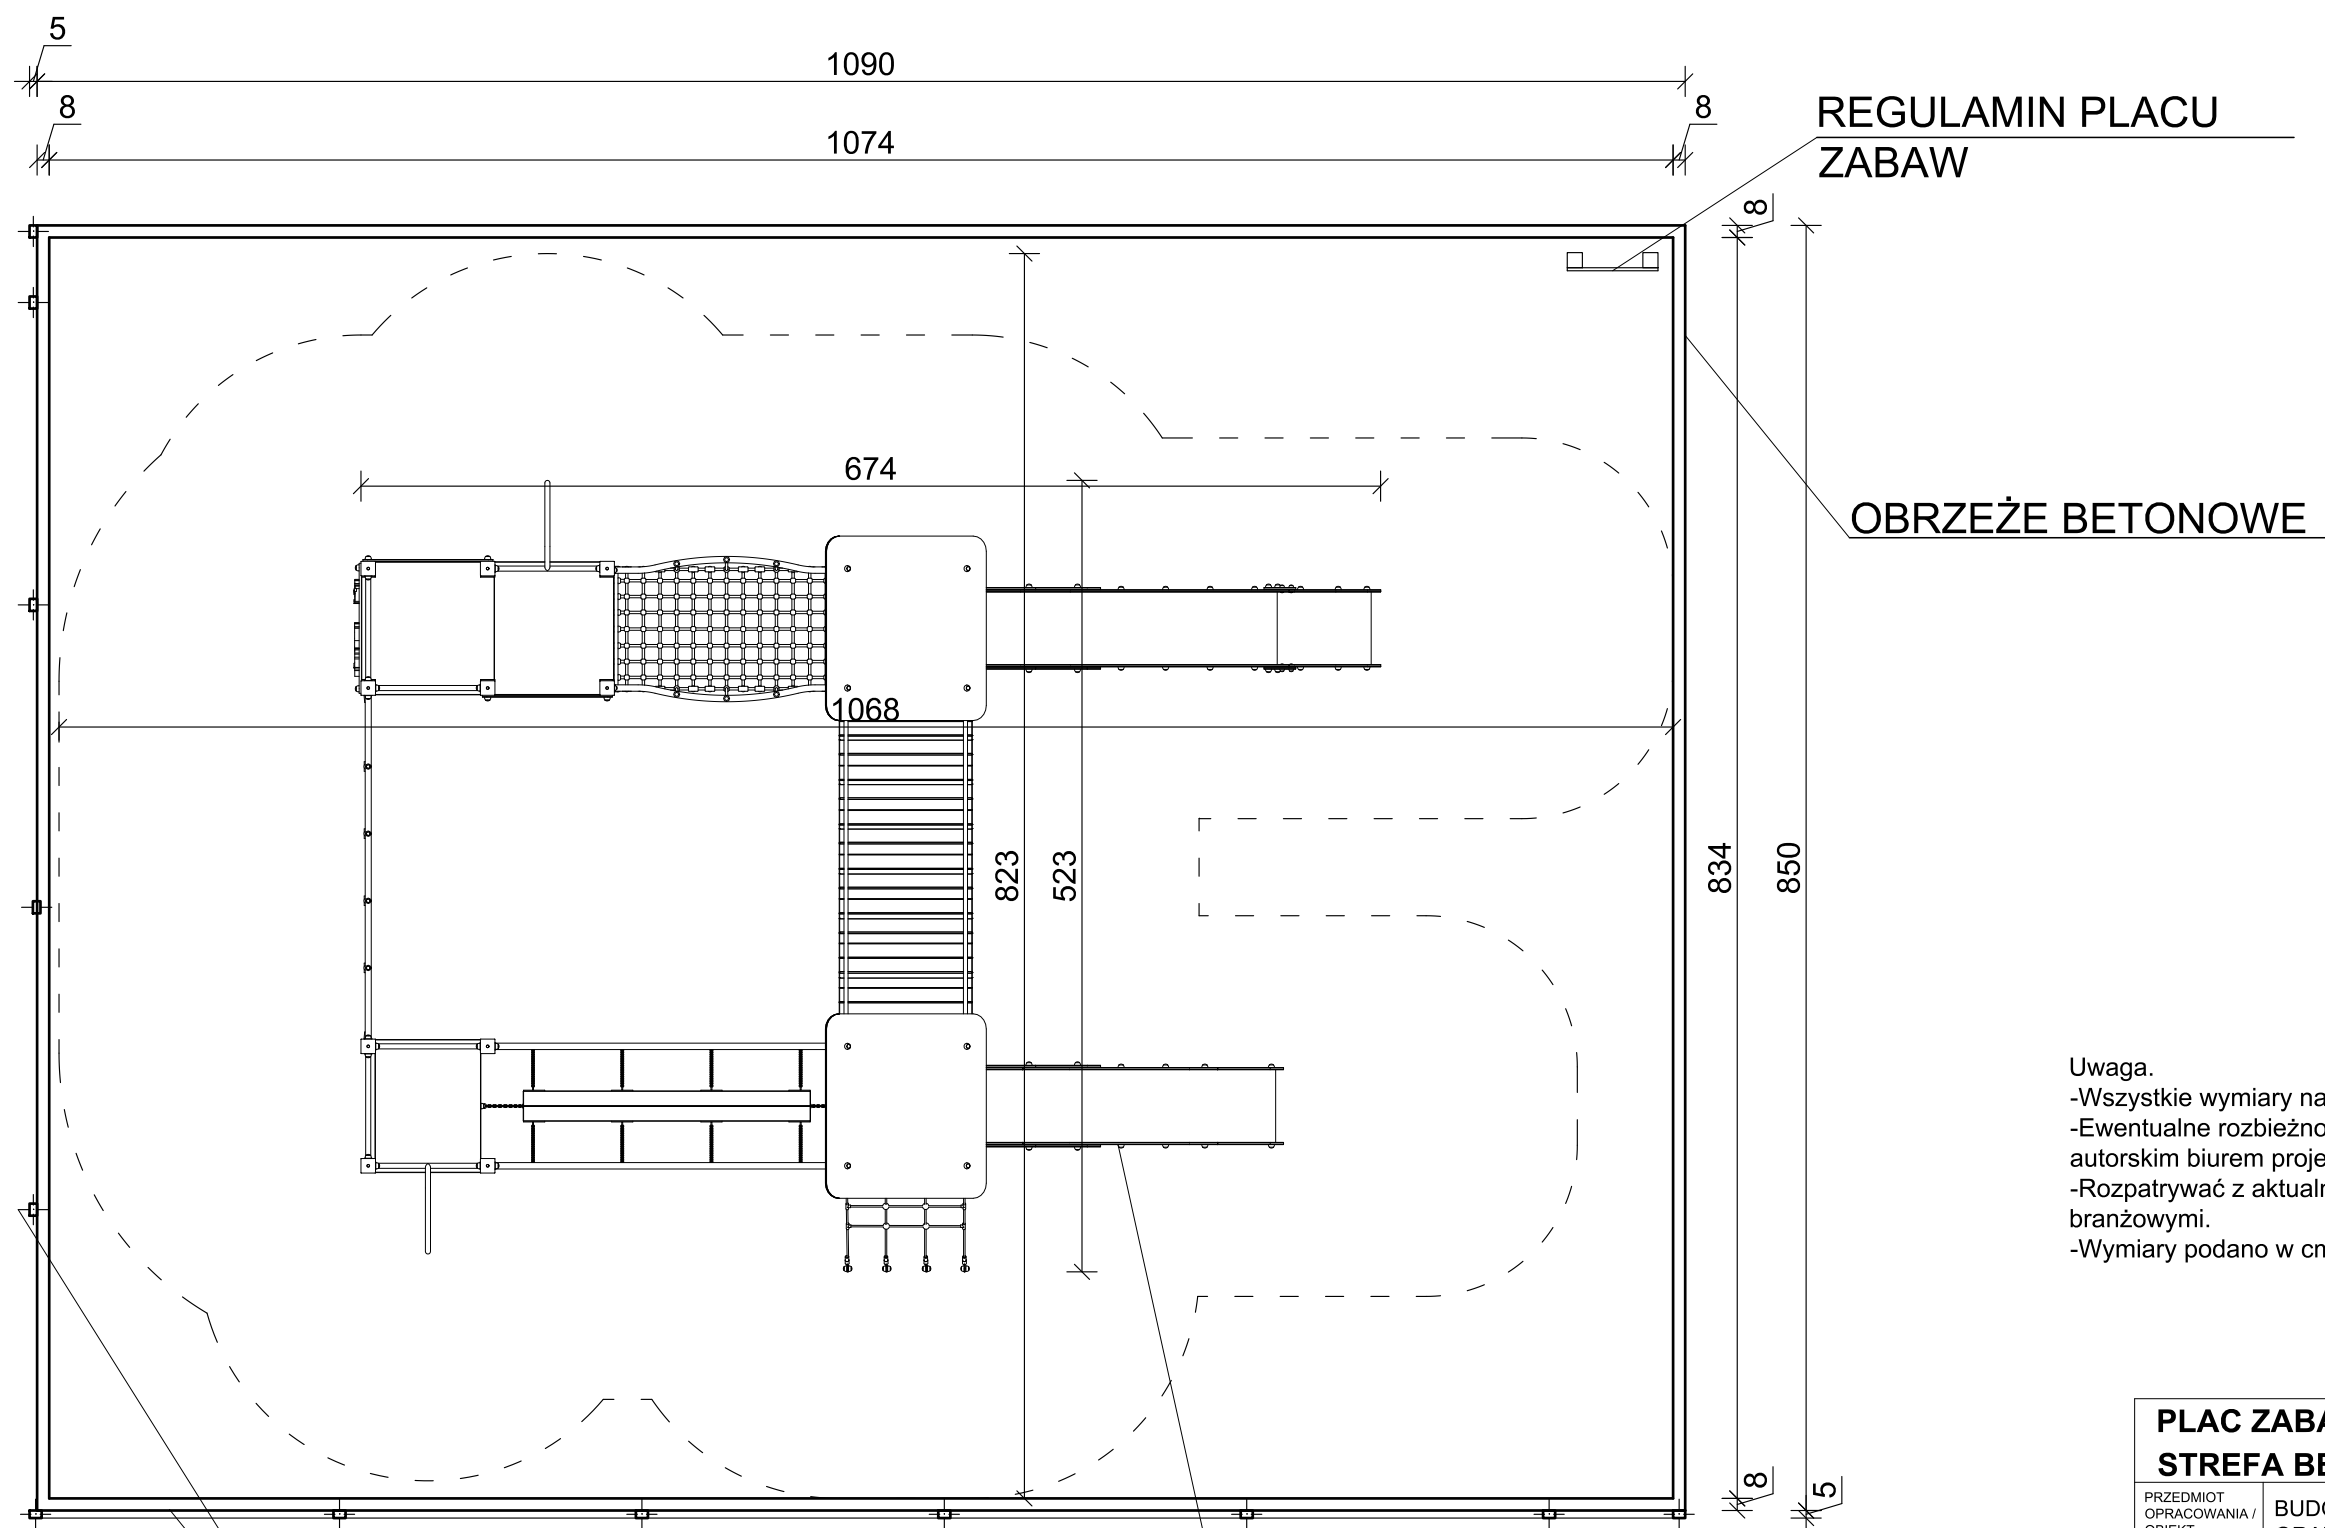 5
1090
8
8
1074
REGULAMIN PLACU
ZABAW
8
674
OBRZEŻE BETONOWE
1068
823
523
834
850
Uwaga.
-Wszystkie wymiary na
-Ewentualne rozbieżno
autorskim biurem proje
-Rozpatrywać z aktualn
branżowymi.
-Wymiary podano w cm
8
5
PLAC ZABA
STREFA BE
PRZEDMIOT
OPRACOWANIA /
BUDO